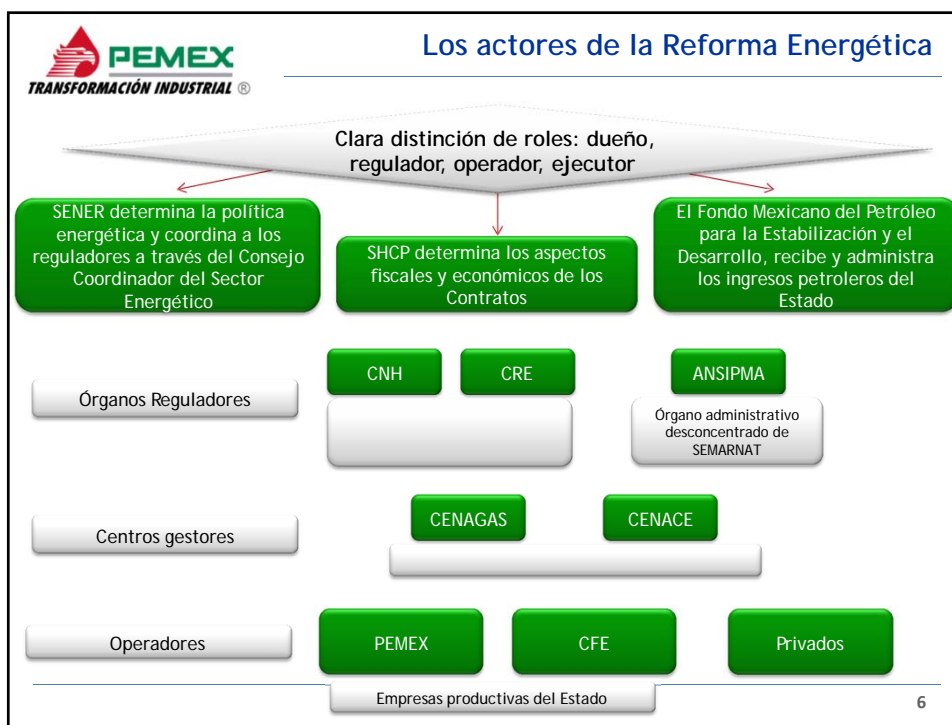 PEMEX
TRANSFORMACIÓN INDUSTRIAL ®
Los actores de la Reforma Energética
Clara distinción de roles: dueño,
regulador, operador, ejecutor
SENER determina la política
energética y coordina a los
reguladores a través del Consejo
Coordinador del Sector
Energético
SHCP determina los aspectos
fiscales y económicos de los
Contratos
El Fondo Mexicano del Petróleo
para la Estabilización y el
Desarrollo, recibe y administra
los ingresos petroleros del
Estado
Órganos Reguladores
CNH
CRE
ANSIPMA
Órgano administrativo
desconcentrado de
SEMARNAT
Centros gestores
CENAGAS
CENACE
Operadores
PEMEX
CFE
Privados
Empresas productivas del Estado
6